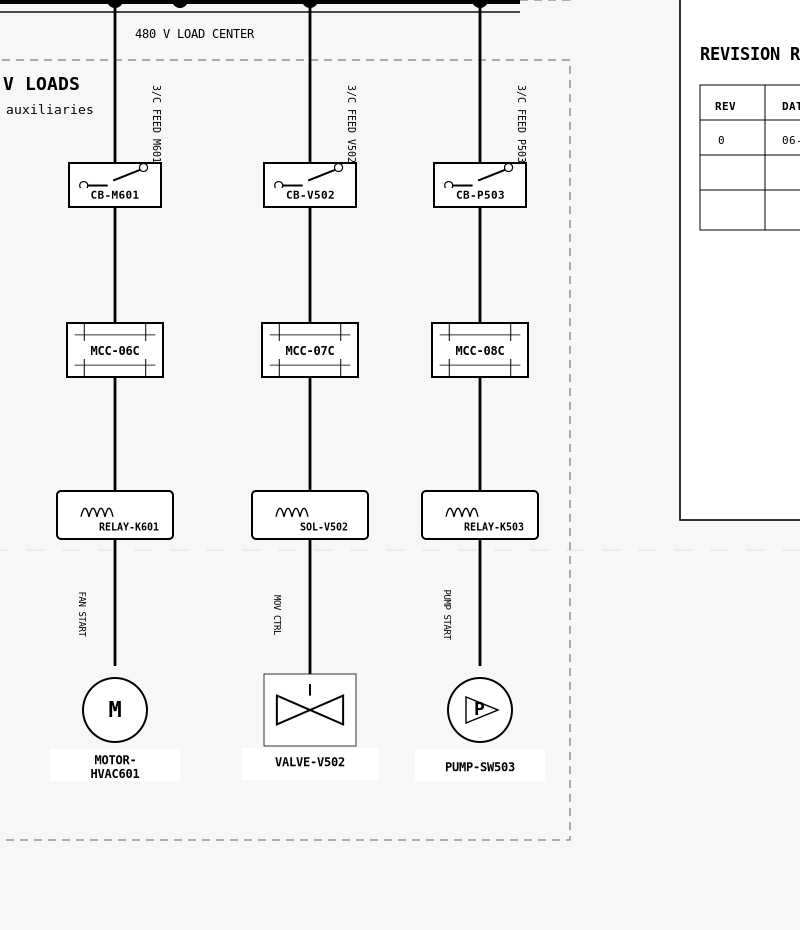 480 V LOAD CENTER
V LOADS
auxiliaries
3/C FEED M601
3/C FEED V502
3/C FEED P503
CB-M601
CB-V502
CB-P503
MCC-06C
MCC-07C
MCC-08C
RELAY-K601
SOL-V502
RELAY-K503
FAN START
MOV CTRL
PUMP START
M
P
MOTOR-
HVAC601
VALVE-V502
PUMP-SW503
REVISION R
REV DAT
0 06-